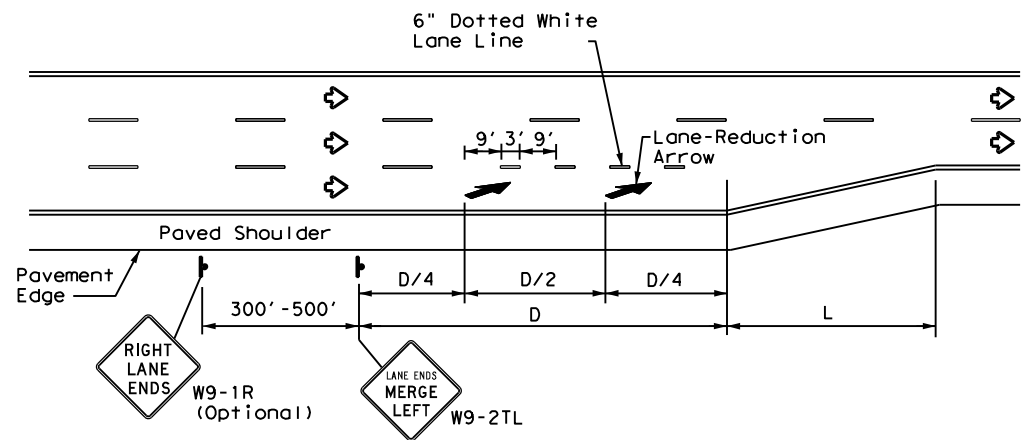 6" Dotted White
Lane Line
9' 3' 9'
Lane-Reduction
Arrow
Paved Shoulder
Pavement
Edge
D/4 D/2 D/4
300'-500' D L
RIGHT
LANE
ENDS
W9-1R
(Optional)
LANE ENDS
MERGE
LEFT
W9-2TL